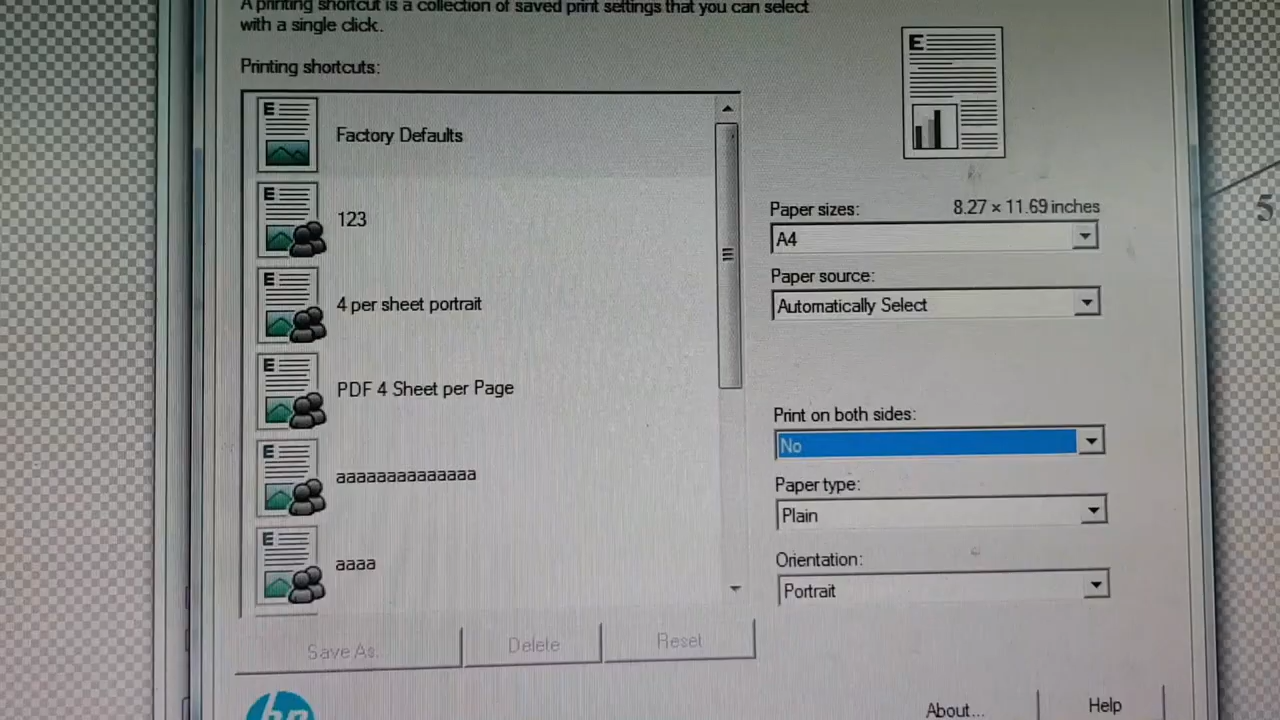 A printing shortcut is a collection of saved print settings that you can select
with a single click.
Printing shortcuts:
Factory Defaults
123
4 per sheet portrait
PDF 4 Sheet per Page
aaaaaaaaaaaaaa
aaaa
Save As.
Delete
Reset
E
Paper sizes:
8.27 × 11.69 inches
A4
Paper source:
Automatically Select
Print on both sides:
No
Paper type:
Plain
Orientation:
Portrait
hp
About...
Help
5